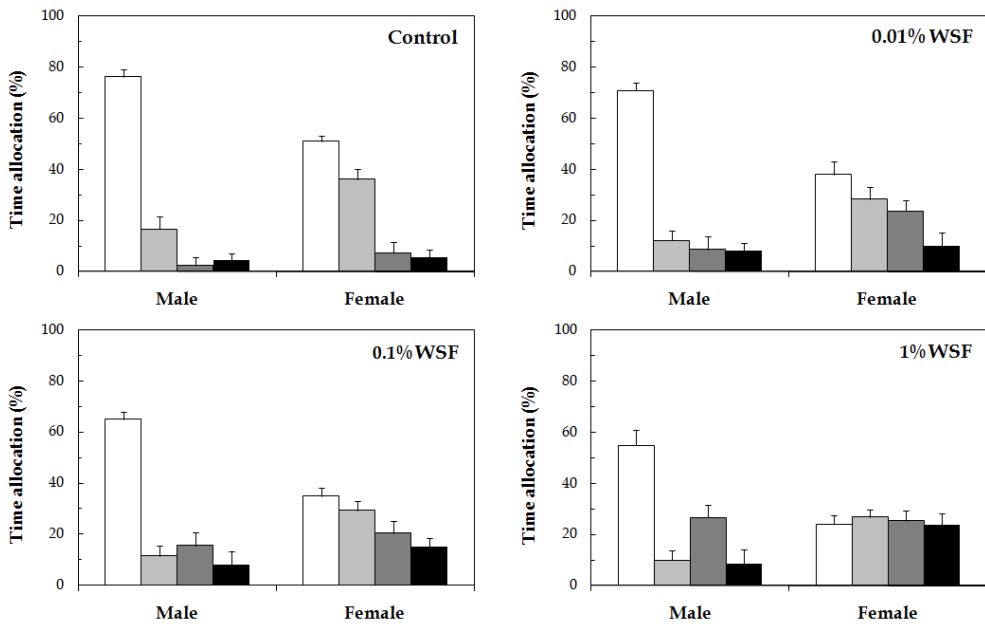 100
80
60
40
20
0
Time allocation (%)
Control
Male
Female
100
80
60
40
20
0
Time allocation (%)
0.01% WSF
Male
Female
100
80
60
40
20
0
Time allocation (%)
0.1% WSF
Male
Female
100
80
60
40
20
0
Time allocation (%)
1% WSF
Male
Female